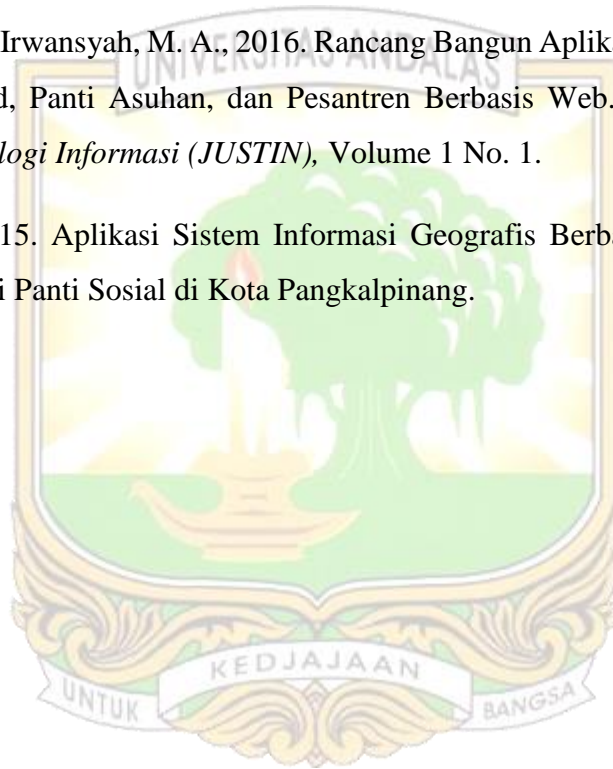 Irwansyah, M. A., 2016. Rancang Bangun Aplik
UNIVERSITAS ANDALAS
d, Panti Asuhan, dan Pesantren Berbasis Web.
logi Informasi (JUSTIN), Volume 1 No. 1.
15. Aplikasi Sistem Informasi Geografis Berba
i Panti Sosial di Kota Pangkalpinang.
UNTUK KEDJAJAAN BANGSA